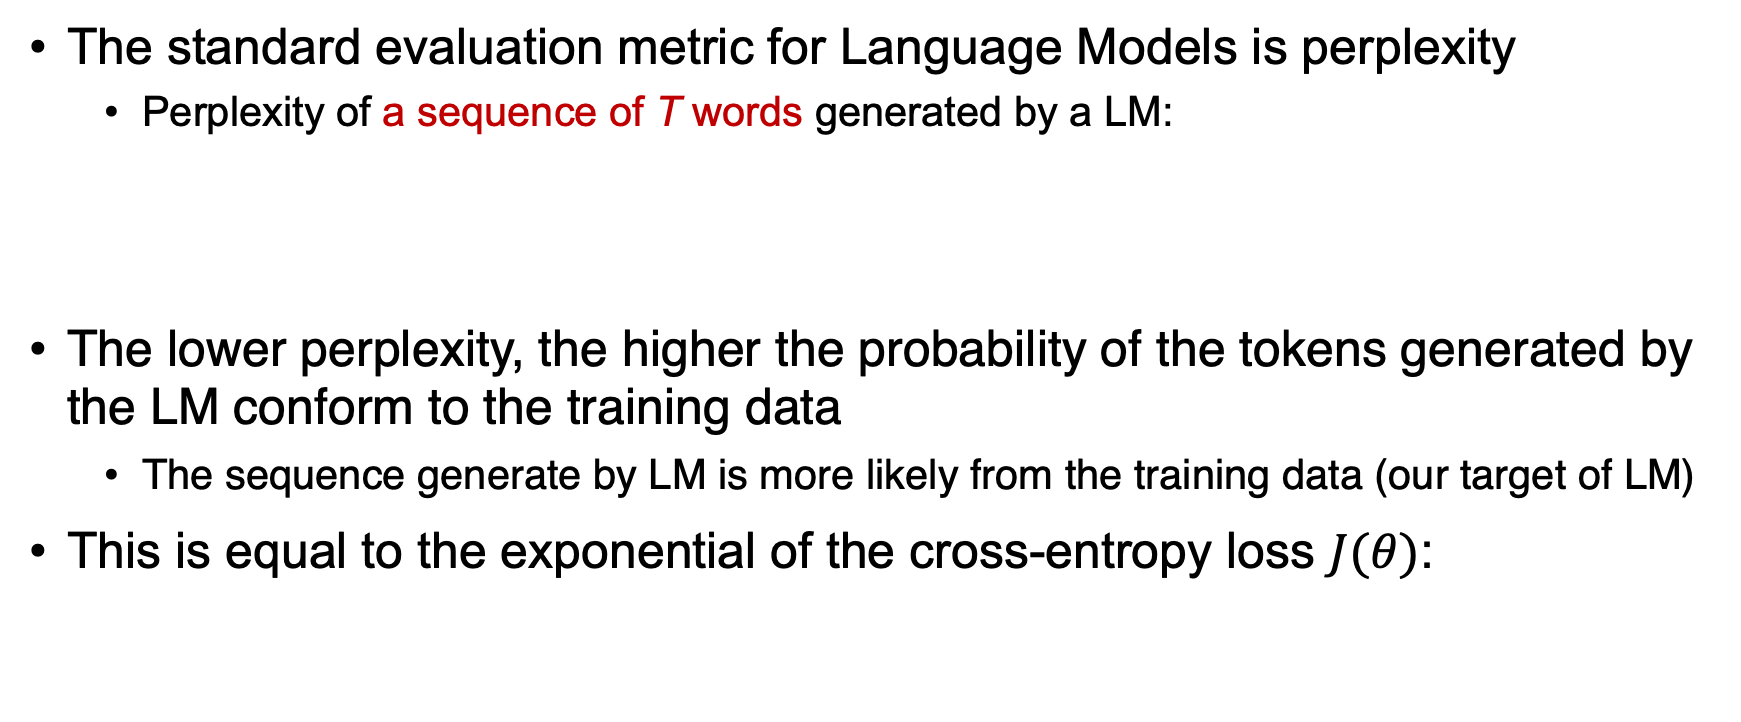 • The standard evaluation metric for Language Models is perplexity
• Perplexity of a sequence of T words generated by a LM:
• The lower perplexity, the higher the probability of the tokens generated by
the LM conform to the training data
• The sequence generate by LM is more likely from the training data (our target of LM)
• This is equal to the exponential of the cross-entropy loss J(θ):